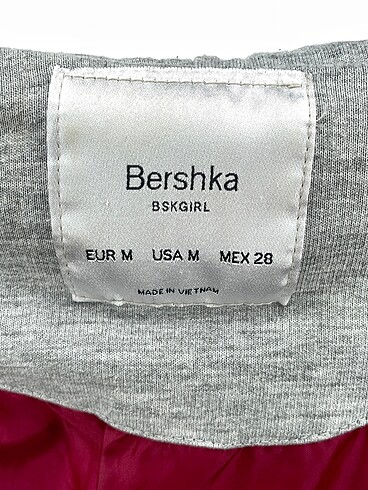 Bershka
BSKGIRL
EUR M USA M MEX 28
MADE IN VIETNAM